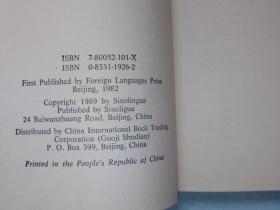 ISBN 7-80052-101-X
ISBN 0-8351-1926-2
First Published by Foreign Languages Press
Beijing, 1982
Copyright 1989 by Sinolingua
Published by Sinoligua
24 Baiwanzhuang Road, Beijing, China
Distributed by China International Book Trading
Corporation (Guoji Shudian)
P. O. Box 399, Beijing, China
Printed in the People's Republic of China